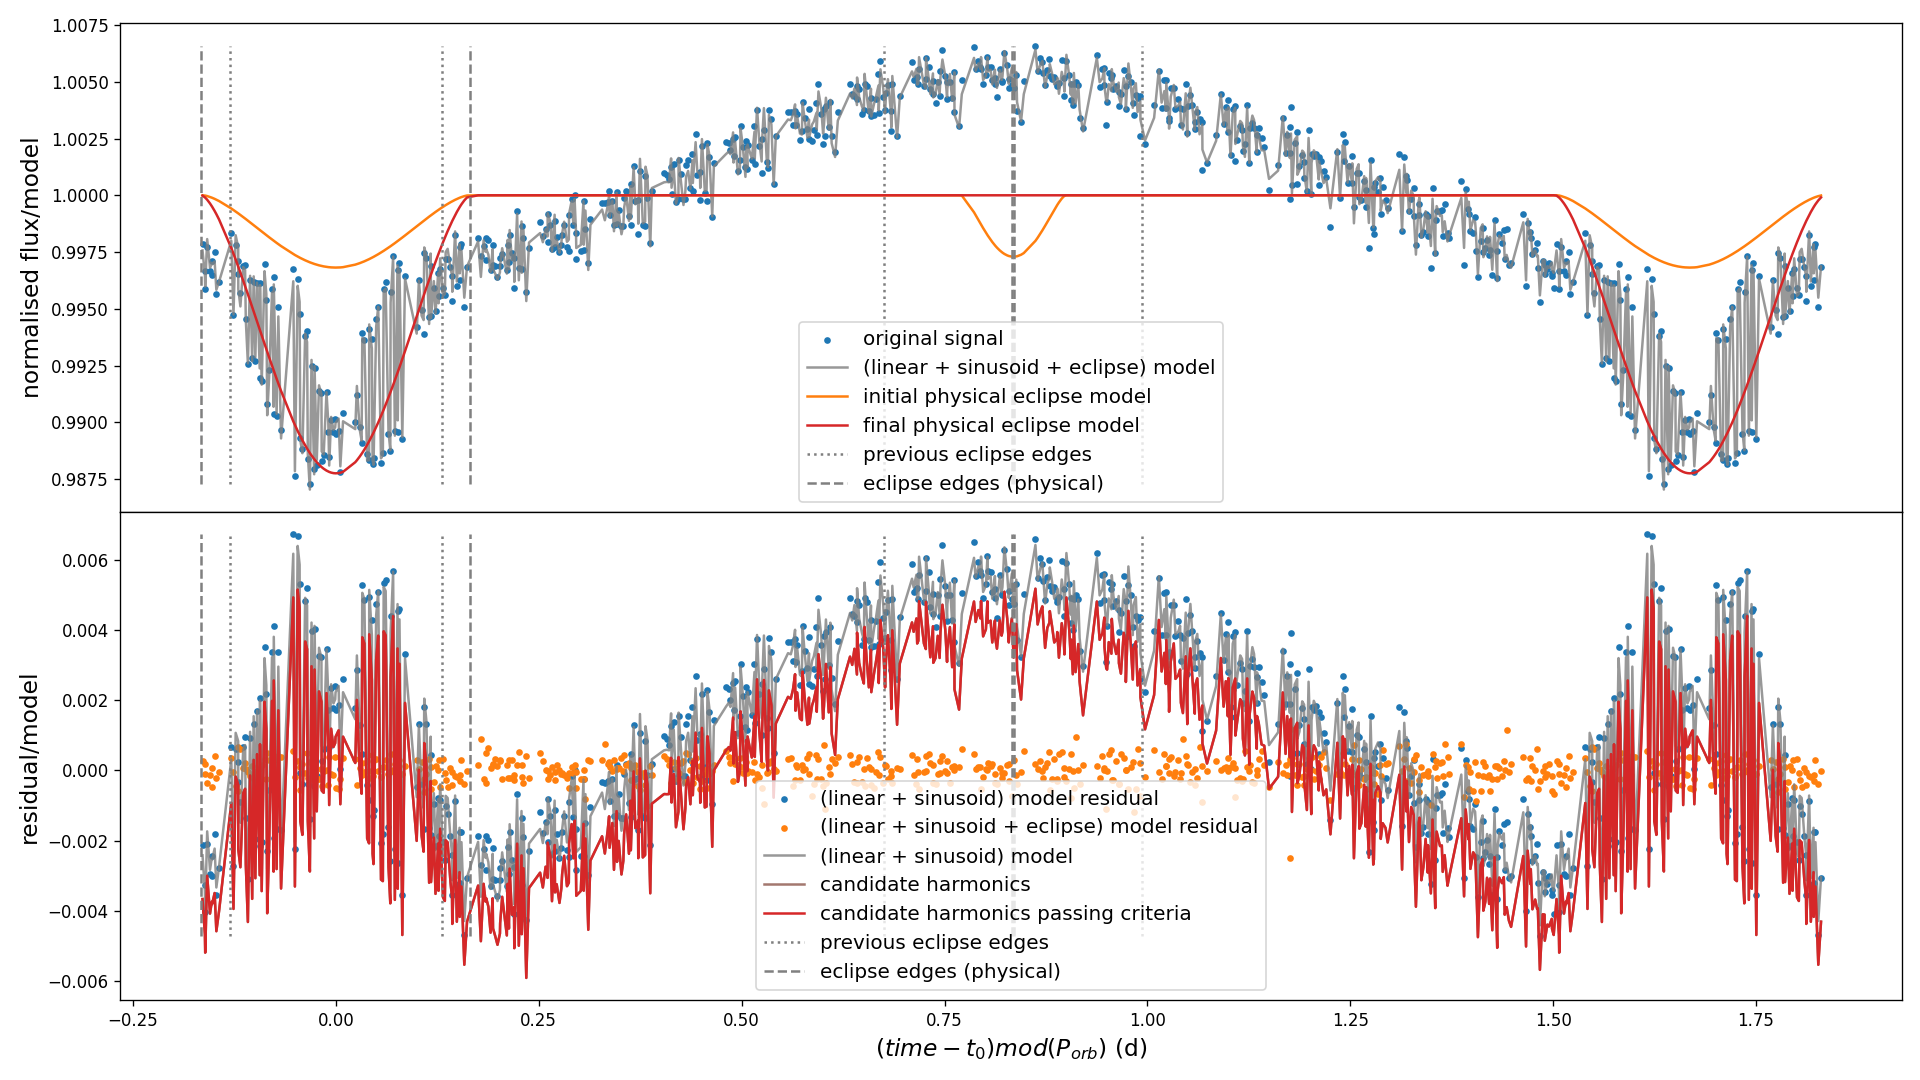 normalised flux/model
1.0075
1.0050
1.0025
1.0000
0.9975
0.9950
0.9925
0.9900
0.9875
original signal
(linear + sinusoid + eclipse) model
initial physical eclipse model
final physical eclipse model
previous eclipse edges
eclipse edges (physical)
residual/model
0.006
0.004
0.002
0.000
−0.002
−0.004
−0.006
(linear + sinusoid) model residual
(linear + sinusoid + eclipse) model residual
(linear + sinusoid) model
candidate harmonics
candidate harmonics passing criteria
previous eclipse edges
eclipse edges (physical)
−0.25 0.00 0.25 0.50 0.75 1.00 1.25 1.50 1.75
(time − t₀)mod(P_orb) (d)